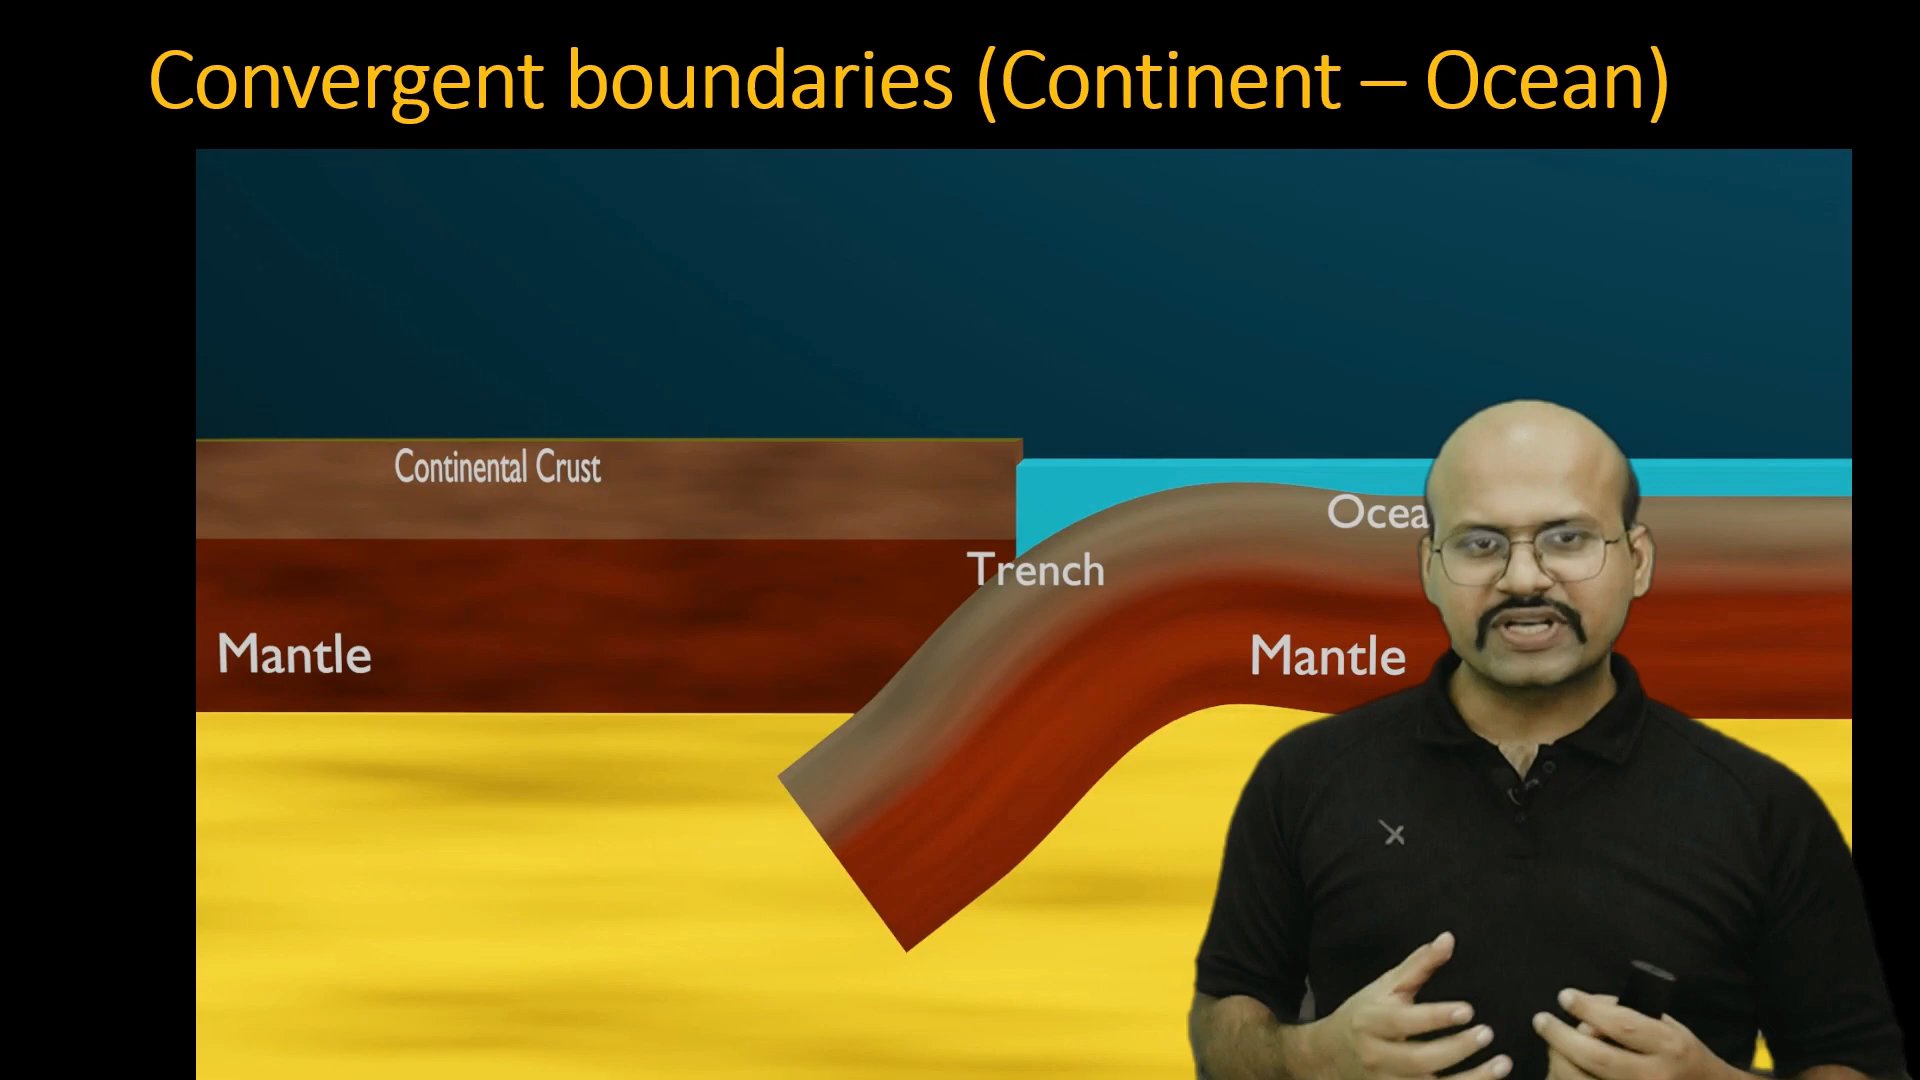 Convergent boundaries (Continent – Ocean)
Continental Crust
Ocea
Trench
Mantle
Mantle